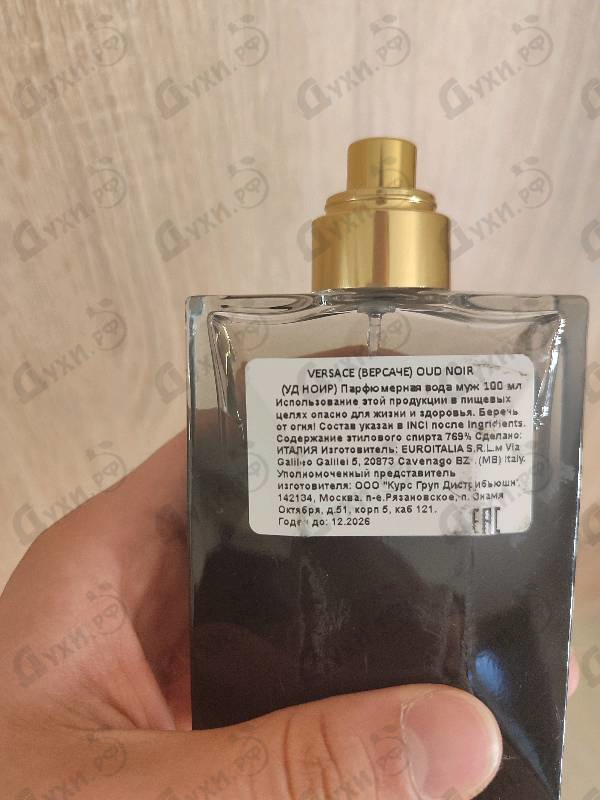 VERSACE (ВЕРСАЧЕ) OUD NOIR
(УД НОИР) Парфюмерная вода муж 100 мл
Использование этой продукции в пищевых
целях опасно для жизни и здоровья. Беречь
от огня! Состав указан в INCI после Ingridients.
Содержание этилового спирта 769% Сделано:
ИТАЛИЯ Изготовитель: EUROITALIA S.R.L.м Via
Galileo Galilei 5, 20873 Cavenago BZ . (MB) Italy.
Уполномоченный представитель
изготовителя: ООО "Курс Груп Дистрибьюшн".
142134, Москва, п-е.Рязановское, п. Знамя
Октября, д.51, корп 5, каб 121.
Годен до: 12.2026
EAC
Духи.рф